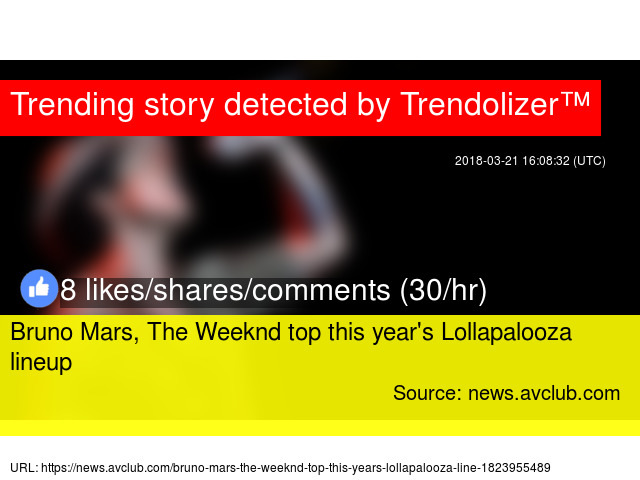 Trending story detected by Trendolizer™
2018-03-21 16:08:32 (UTC)
8 likes/shares/comments (30/hr)
Bruno Mars, The Weeknd top this year's Lollapalooza
lineup
Source: news.avclub.com
URL: https://news.avclub.com/bruno-mars-the-weeknd-top-this-years-lollapalooza-line-1823955489